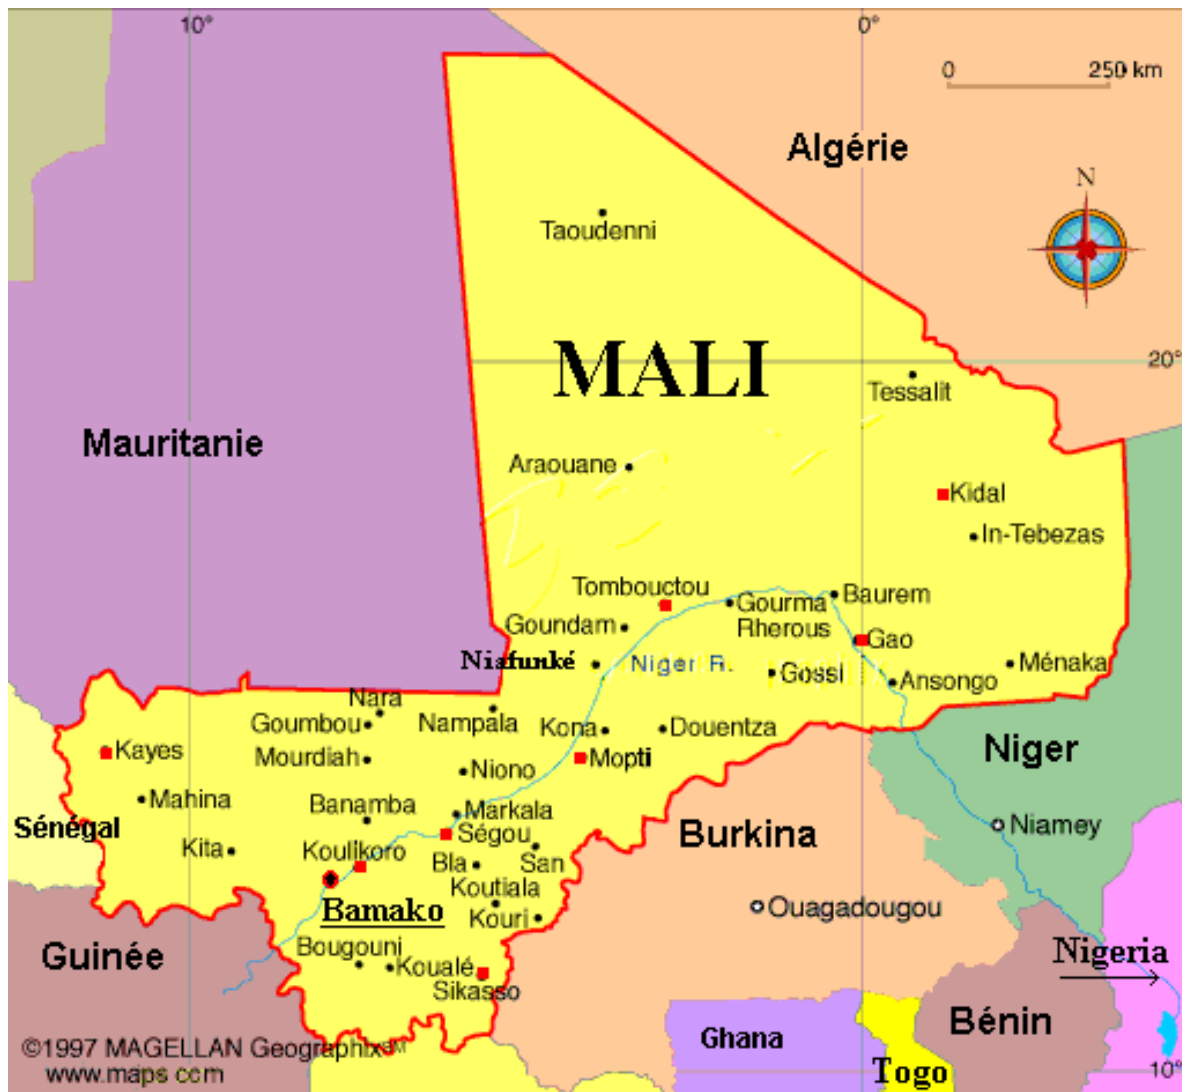 10°
0°
0 250 km
Algérie
N
Taoudenni
MALI
20°
Tessalit
Mauritanie
Araouane
Kidal
In-Tebezas
Tombouctou
Baurem
Gourma
Rherous
Goundam
Gao
Niafunké
Niger R.
Gossi
Ménaka
Ansongo
Nara
Nampala
Goumbou
Kona
Douentza
Niger
Kayes
Mourdiah
Mopti
Niono
Mahina
Banamba
Markala
Sénégal
Ségou
Burkina
Niamey
Kita
Koulikoro
Bla
San
Koutiala
Bamako
Kouri
Ouagadougou
Bougouni
Guinée
Koualé
Sikasso
Nigeria
Ghana
Bénin
Togo
©1997 MAGELLAN Geographix℠
www.maps com
10°